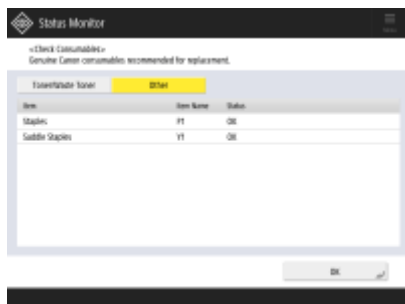 Status Monitor
<Check Consumables>
Genuine Canon consumables recommended for replacement.
Toner/Waste Toner Other
Item Item Name Status
Staples P1 OK
Saddle Staples Y1 OK
OK